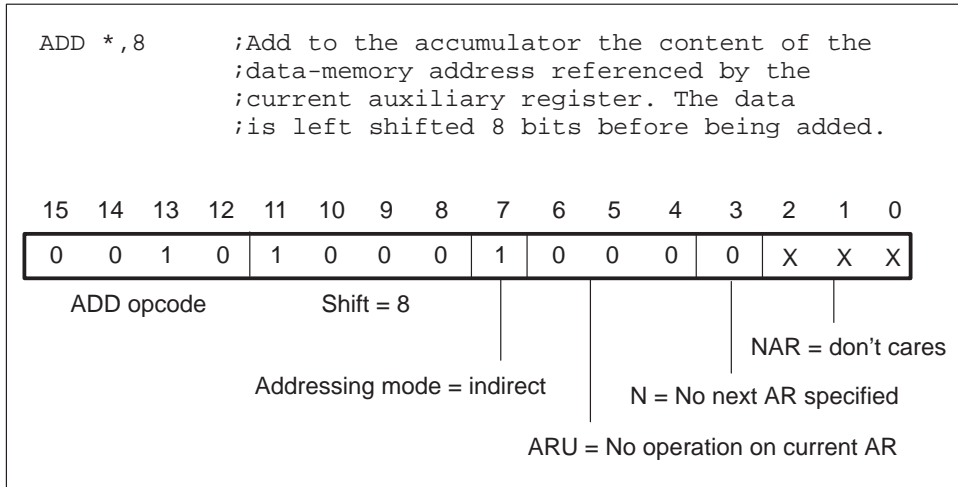 ADD *,8 ;Add to the accumulator the content of the
;data-memory address referenced by the
;current auxiliary register. The data
;is left shifted 8 bits before being added.
15 14 13 12 11 10 9 8 7 6 5 4 3 2 1 0
0 0 1 0 1 0 0 0 1 0 0 0 0 X X X
ADD opcode Shift = 8
NAR = don't cares
Addressing mode = indirect N = No next AR specified
ARU = No operation on current AR